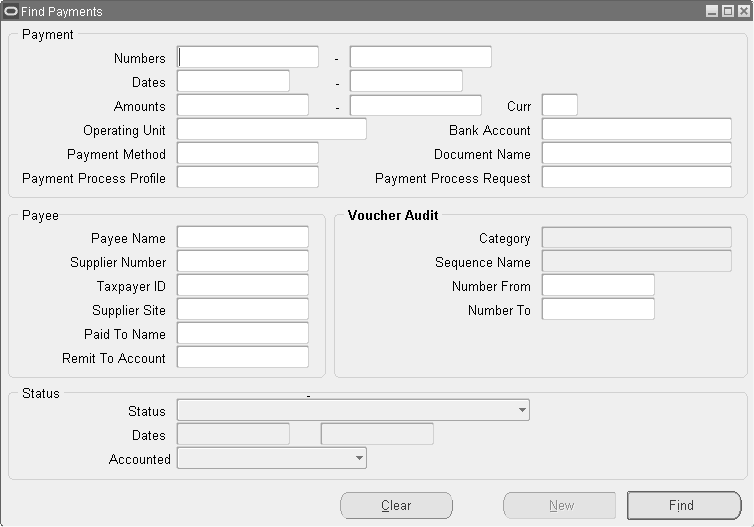 Find Payments
Payment
Numbers -
Dates -
Amounts - Curr
Operating Unit Bank Account
Payment Method Document Name
Payment Process Profile Payment Process Request
Payee
Payee Name
Supplier Number
Taxpayer ID
Supplier Site
Paid To Name
Remit To Account
Voucher Audit
Category
Sequence Name
Number From
Number To
Status
-
Status
Dates
Accounted
Clear New Find